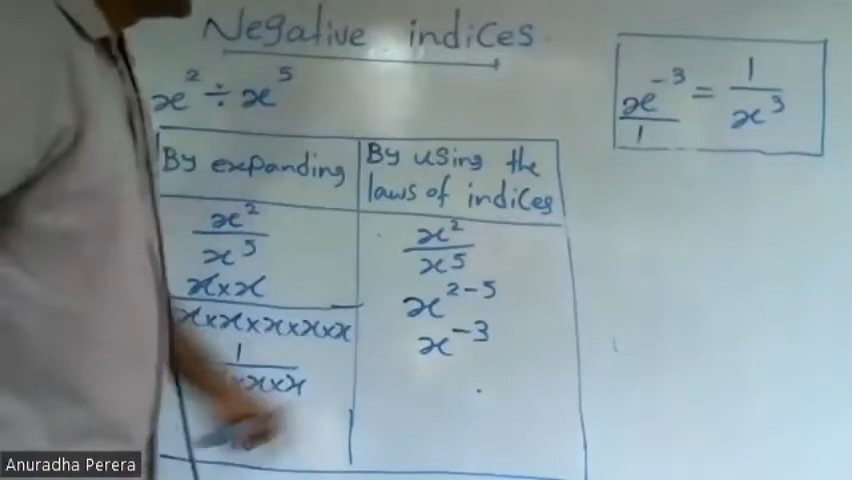 Negative indices
x² ÷ x⁵
By expanding
x²
x⁵
x×x
x×x×x×x×x
1
×x×x
By using the
laws of indices
x²
x⁵
x²⁻⁵
x⁻³
x⁻³/1 = 1/x³
Anuradha Perera